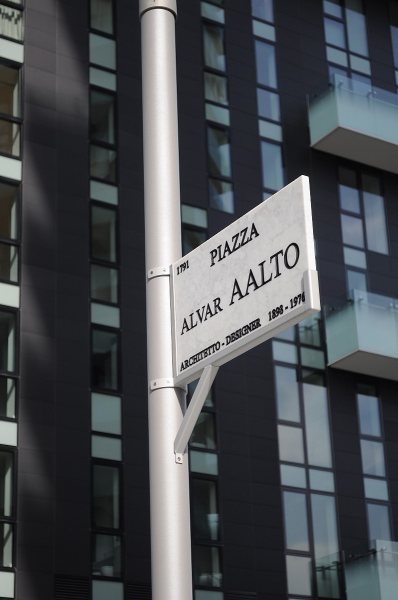 1791
PIAZZA
ALVAR AALTO
ARCHITETTO - DESIGNER 1898 - 1976